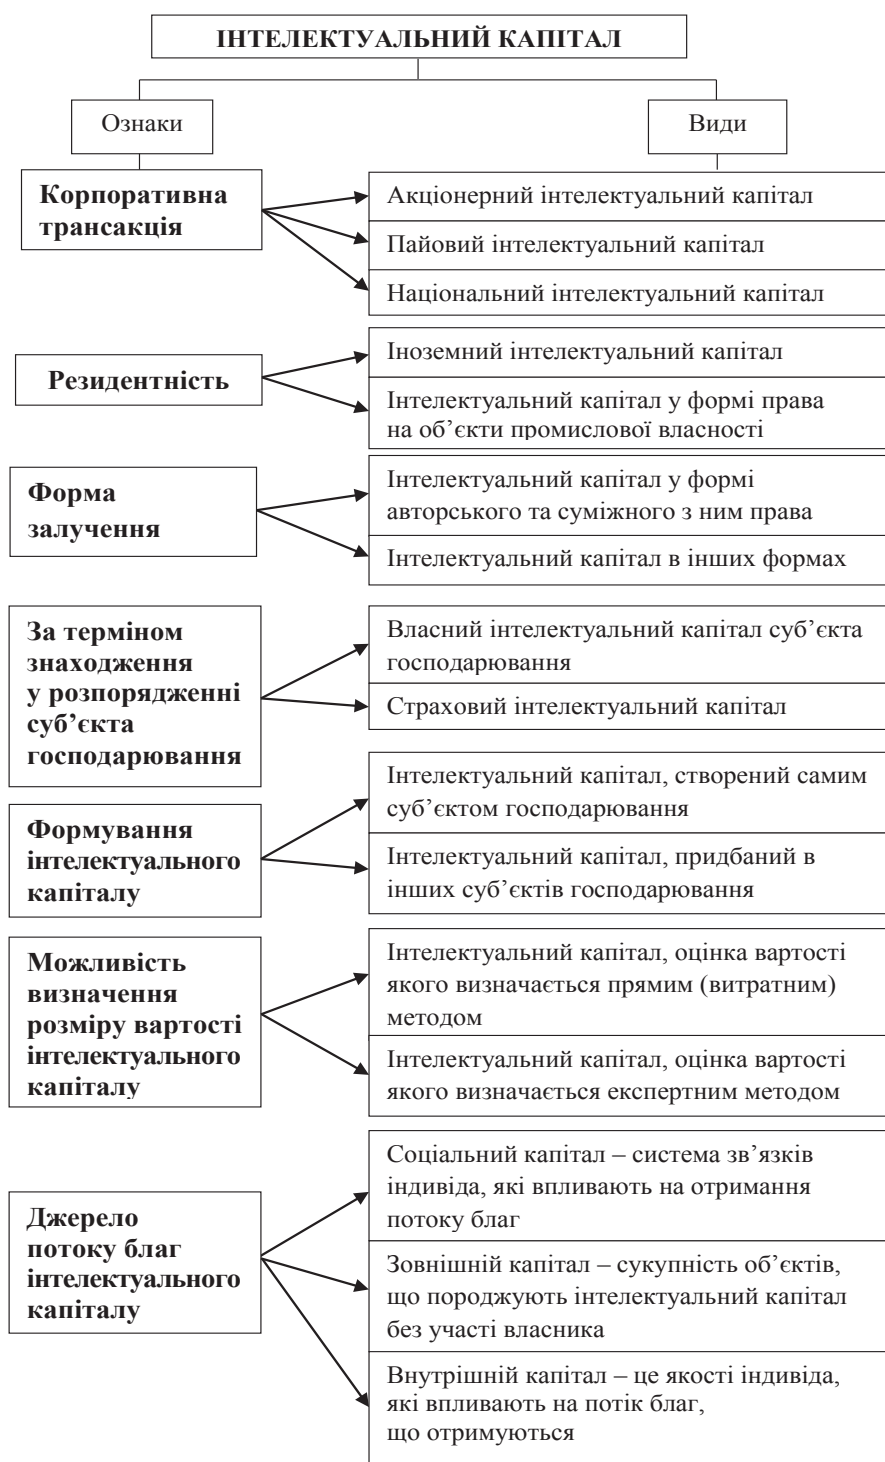 ІНТЕЛЕКТУАЛЬНИЙ КАПІТАЛ
Ознаки
Види
Корпоративна
трансакція
Акціонерний інтелектуальний капітал
Пайовий інтелектуальний капітал
Національний інтелектуальний капітал
Резидентність
Іноземний інтелектуальний капітал
Інтелектуальний капітал у формі права
на об’єкти промислової власності
Форма
залучення
Інтелектуальний капітал у формі
авторського та суміжного з ним права
Інтелектуальний капітал в інших формах
За терміном
знаходження
у розпорядженні
суб’єкта
господарювання
Власний інтелектуальний капітал суб’єкта
господарювання
Страховий інтелектуальний капітал
Формування
інтелектуального
капіталу
Інтелектуальний капітал, створений самим
суб’єктом господарювання
Інтелектуальний капітал, придбаний в
інших суб’єктів господарювання
Можливість
визначення
розміру вартості
інтелектуального
капіталу
Інтелектуальний капітал, оцінка вартості
якого визначається прямим (витратним)
методом
Інтелектуальний капітал, оцінка вартості
якого визначається експертним методом
Джерело
потоку благ
інтелектуального
капіталу
Соціальний капітал – система зв’язків
індивіда, які впливають на отримання
потоку благ
Зовнішній капітал – сукупність об’єктів,
що породжують інтелектуальний капітал
без участі власника
Внутрішній капітал – це якості індивіда,
які впливають на потік благ,
що отримуються